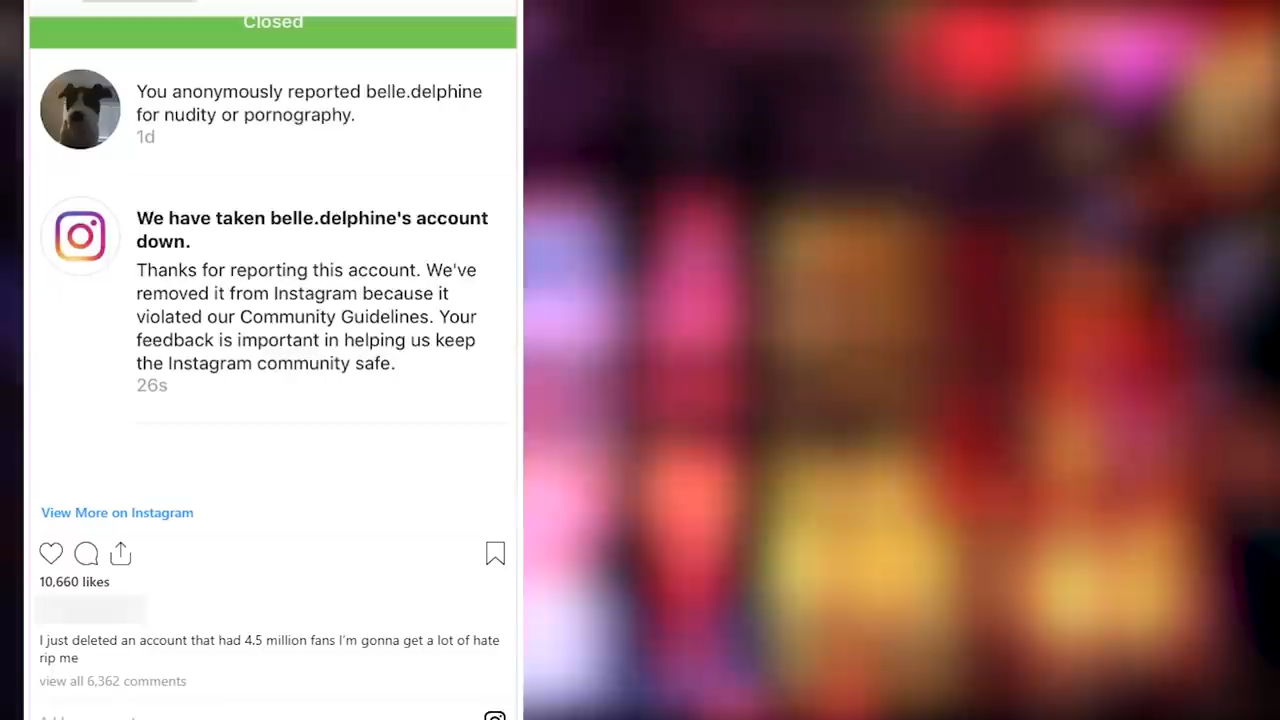 Closed
You anonymously reported belle.delphine
for nudity or pornography.
1d
We have taken belle.delphine's account
down.
Thanks for reporting this account. We've
removed it from Instagram because it
violated our Community Guidelines. Your
feedback is important in helping us keep
the Instagram community safe.
26s
View More on Instagram
10,660 likes
I just deleted an account that had 4.5 million fans I'm gonna get a lot of hate
rip me
view all 6,362 comments